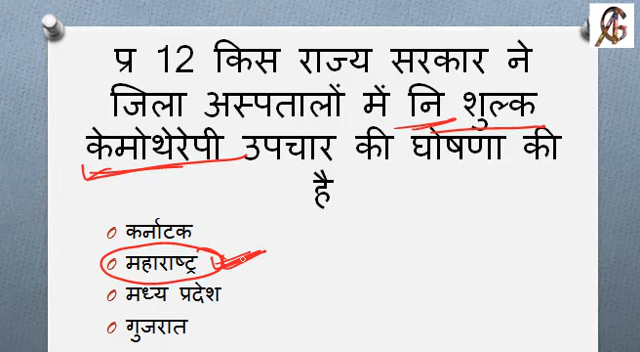 प्र 12 किस राज्य सरकार ने
जिला अस्पतालों में नि शुल्क
केमोथेरेपी उपचार की घोषणा की
है
कर्नाटक
महाराष्ट्र
मध्य प्रदेश
गुजरात